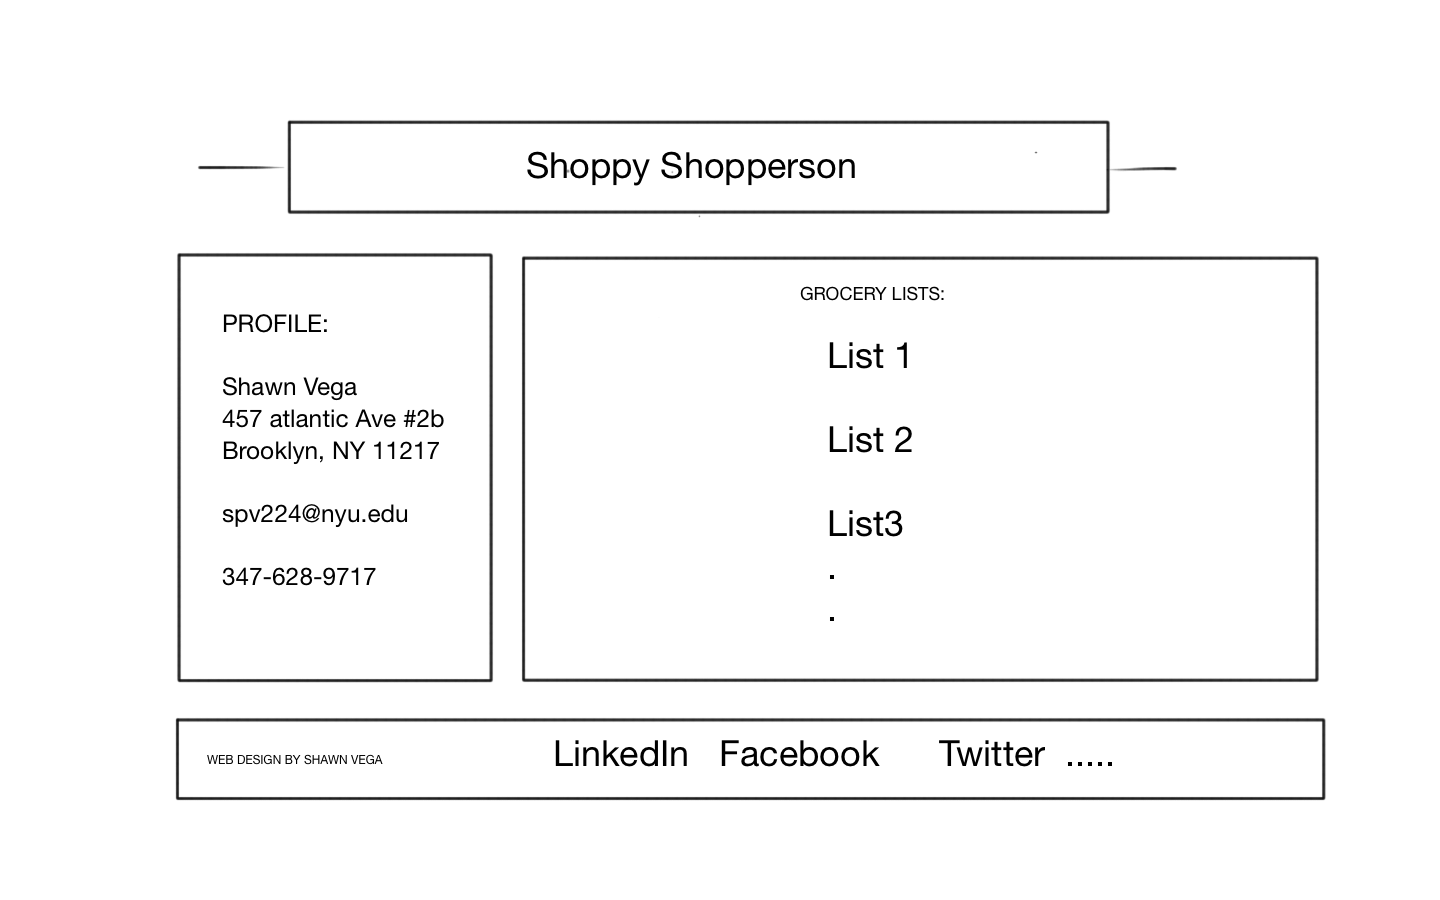 Shoppy Shopperson
PROFILE:
Shawn Vega
457 atlantic Ave #2b
Brooklyn, NY 11217
spv224@nyu.edu
347-628-9717
GROCERY LISTS:
List 1
List 2
List3
.
.
WEB DESIGN BY SHAWN VEGA
LinkedIn Facebook Twitter .....